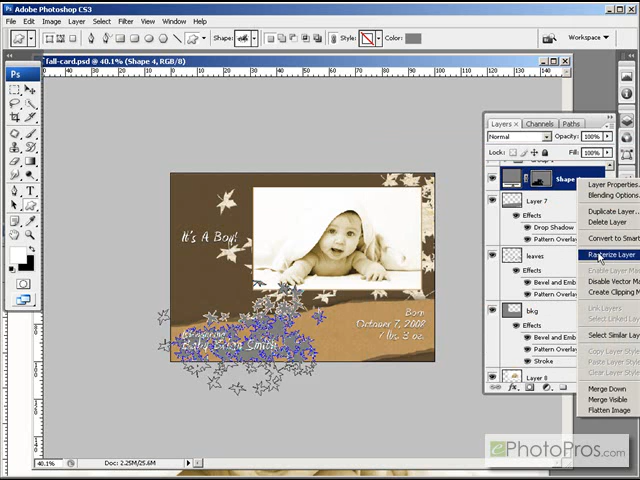 Adobe Photoshop CS3
File Edit Image Layer Select Filter View Window Help
Shape:
Style:
Color:
Workspace
fall-card.psd @ 40.1% (Shape 4, RGB/8)
Layers × Channels Paths
Normal Opacity: 100%
Lock: Fill: 100%
Shape
Layer 7
Effects
Drop Shadow
Pattern Overlay
leaves
Effects
Bevel and Emb
Pattern Overla
bkg
Effects
Bevel and Emb
Pattern Overla
Stroke
Layer 8
Layer Properties...
Blending Options.
Duplicate Layer...
Delete Layer
Convert to Smart
Rasterize Layer
Enable Layer Ma
Disable Vector M
Create Clipping M
Link Layers
Select Linked Lay
Select Similar Lay
Copy Layer Style
Paste Layer Style
Clear Layer Style
Merge Down
Merge Visible
Flatten Image
Ps
It's A Boy!
Born
October 7, 2008
7 lbs. 3 oz.
Smith
40.1% Doc: 2.25M/25.6M
ePhotoPros.com